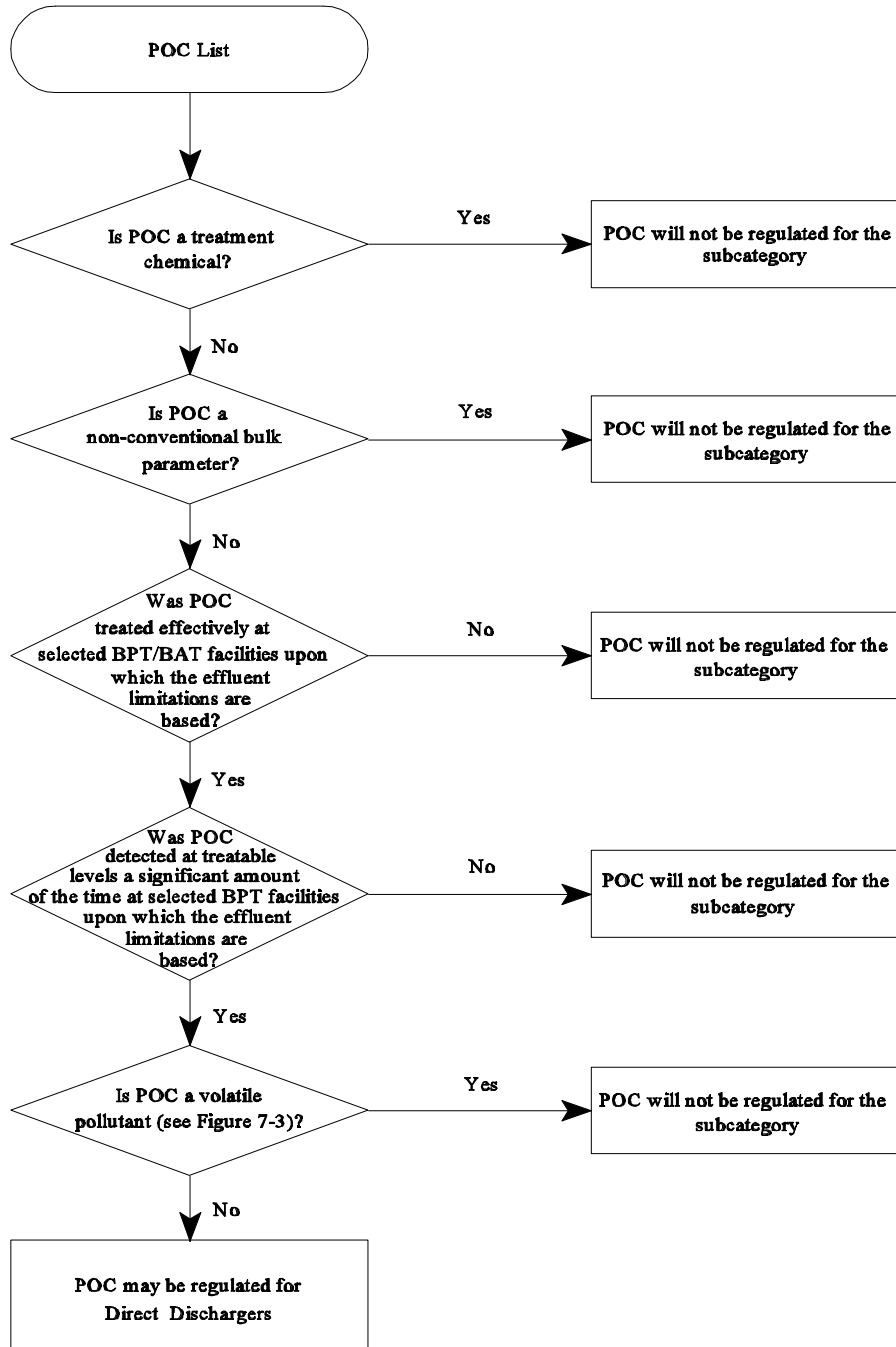 POC List
Is POC a treatment
chemical?
Yes
POC will not be regulated for the
subcategory
No
Is POC a
non-conventional bulk
parameter?
Yes
POC will not be regulated for the
subcategory
No
Was POC
treated effectively at
selected BPT/BAT facilities upon
which the effluent
limitations are
based?
No
POC will not be regulated for the
subcategory
Yes
Was POC
detected at treatable
levels a significant amount
of the time at selected BPT facilities
upon which the effluent
limitations are
based?
No
POC will not be regulated for the
subcategory
Yes
Is POC a volatile
pollutant (see Figure 7-3)?
Yes
POC will not be regulated for the
subcategory
No
POC may be regulated for
Direct Dischargers